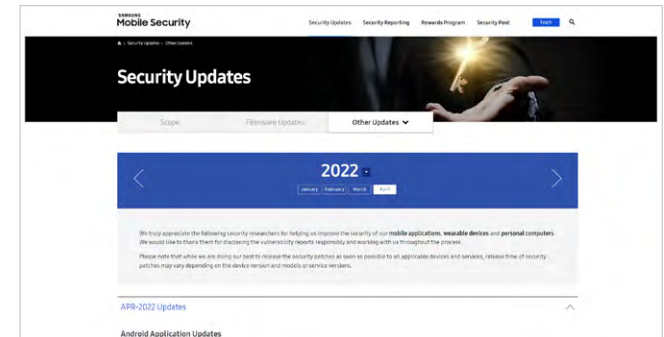 SAMSUNG
Mobile Security
Security Updates Security Reporting Rewards Program Security Post
Security Updates Other Updates
Security Updates
Scope Firmware Updates Other Updates
2022
January February March April
We truly appreciate the following security researchers for helping us improve the security of our mobile applications, wearable devices and personal computers.
We would like to thank them for disclosing the vulnerability reports responsibly and working with us throughout the process.
Please note that while we are doing our best to release the security patches as soon as possible to all applicable devices and services, release time of security
patches may vary depending on the device version and models or service versions.
APR-2022 Updates
Android Application Updates